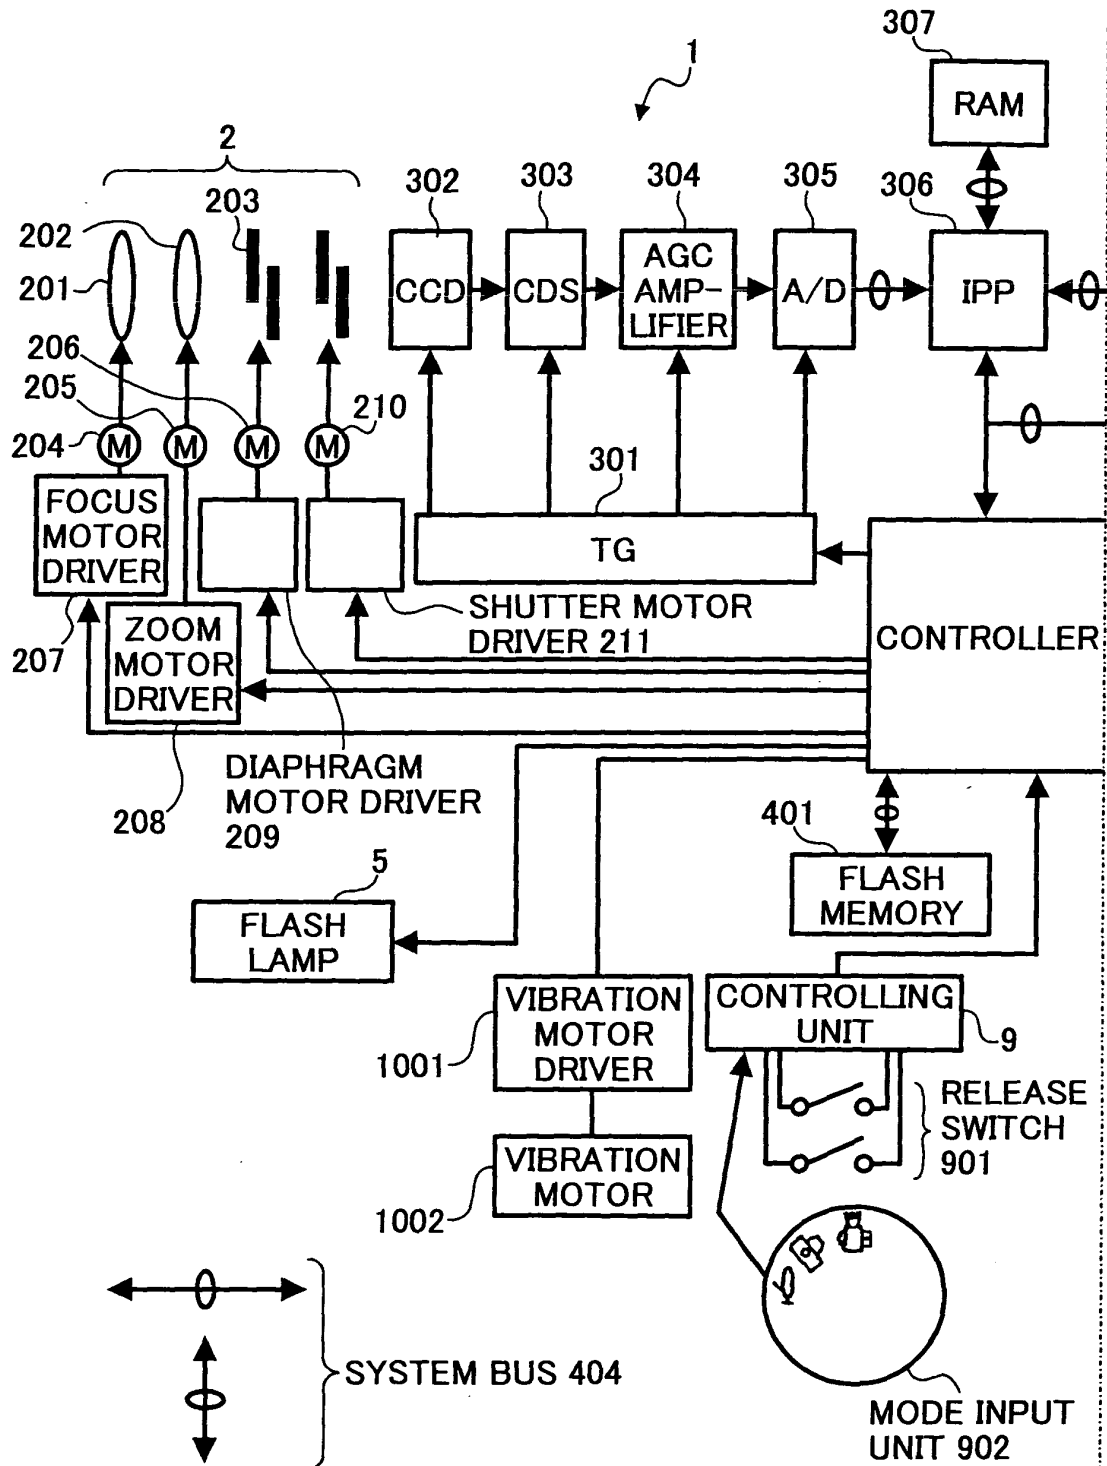 307
1
RAM
2
302
303
304
305
306
203
202
201
CCD
CDS
AGC
AMP-
LIFIER
A/D
IPP
206
205
204
M
M
M
M
210
301
FOCUS
MOTOR
DRIVER
TG
207
ZOOM
MOTOR
DRIVER
SHUTTER MOTOR
DRIVER 211
CONTROLLER
208
DIAPHRAGM
MOTOR DRIVER
209
401
FLASH
MEMORY
5
FLASH
LAMP
VIBRATION
MOTOR
DRIVER
1001
CONTROLLING
UNIT
9
RELEASE
SWITCH
901
VIBRATION
MOTOR
1002
SYSTEM BUS 404
MODE INPUT
UNIT 902